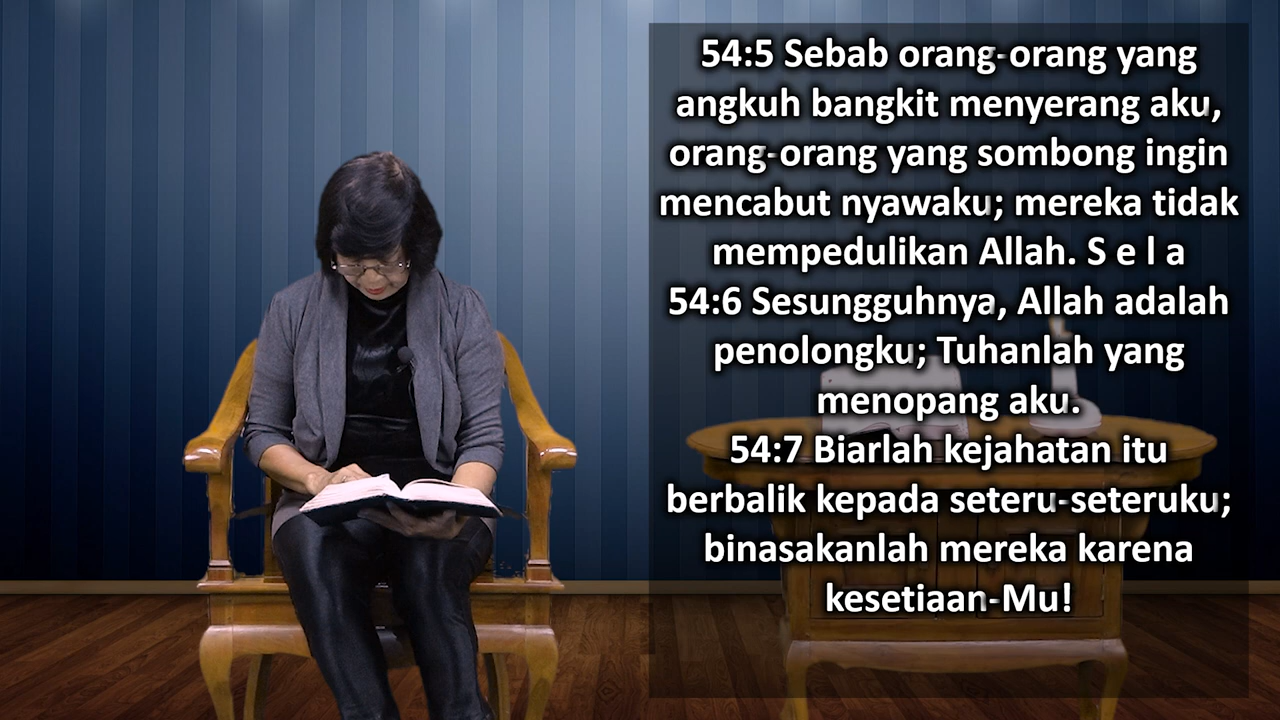 54:5 Sebab orang-orang yang
angkuh bangkit menyerang aku,
orang-orang yang sombong ingin
mencabut nyawaku; mereka tidak
mempedulikan Allah. S e l a
54:6 Sesungguhnya, Allah adalah
penolongku; Tuhanlah yang
menopang aku.
54:7 Biarlah kejahatan itu
berbalik kepada seteru-seteruku;
binasakanlah mereka karena
kesetiaan-Mu!